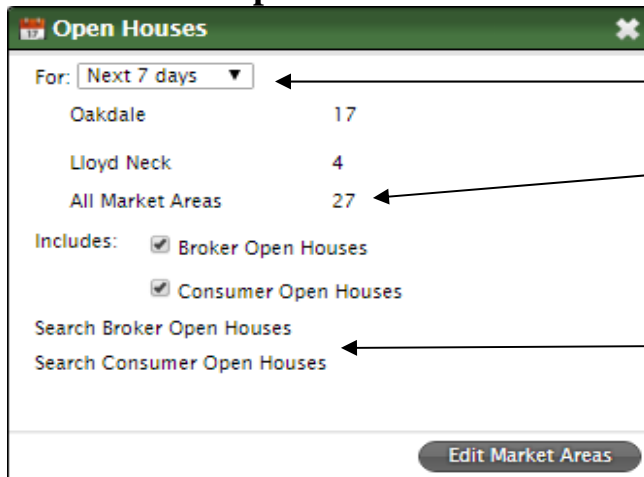 Open Houses
For: Next 7 days
Oakdale 17
Lloyd Neck 4
All Market Areas 27
Includes: Broker Open Houses
Consumer Open Houses
Search Broker Open Houses
Search Consumer Open Houses
Edit Market Areas